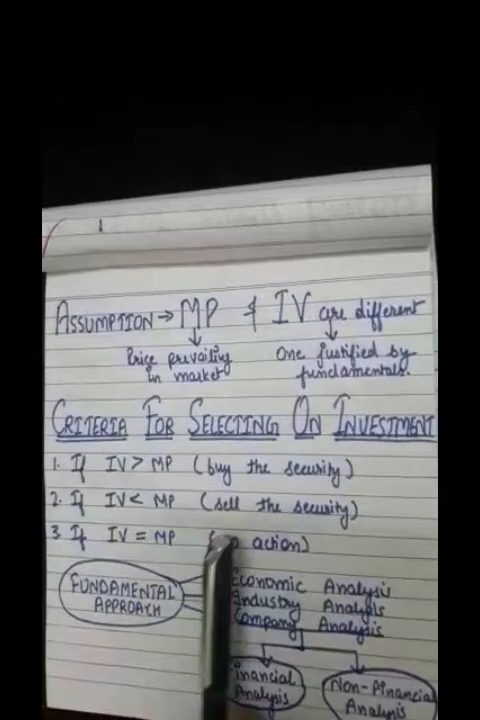 ASSUMPTION → MP & IV are different
Price prevailing in market
One justified by fundamentals.
CRITERIA FOR SELECTING ON INVESTMENT
1. If IV > MP (buy the security)
2. If IV < MP (sell the security)
3. If IV = MP action)
FUNDAMENTAL APPROACH
Economic Analysis
Industry Analysis
Company Analysis
Financial Analysis
Non-Financial Analysis